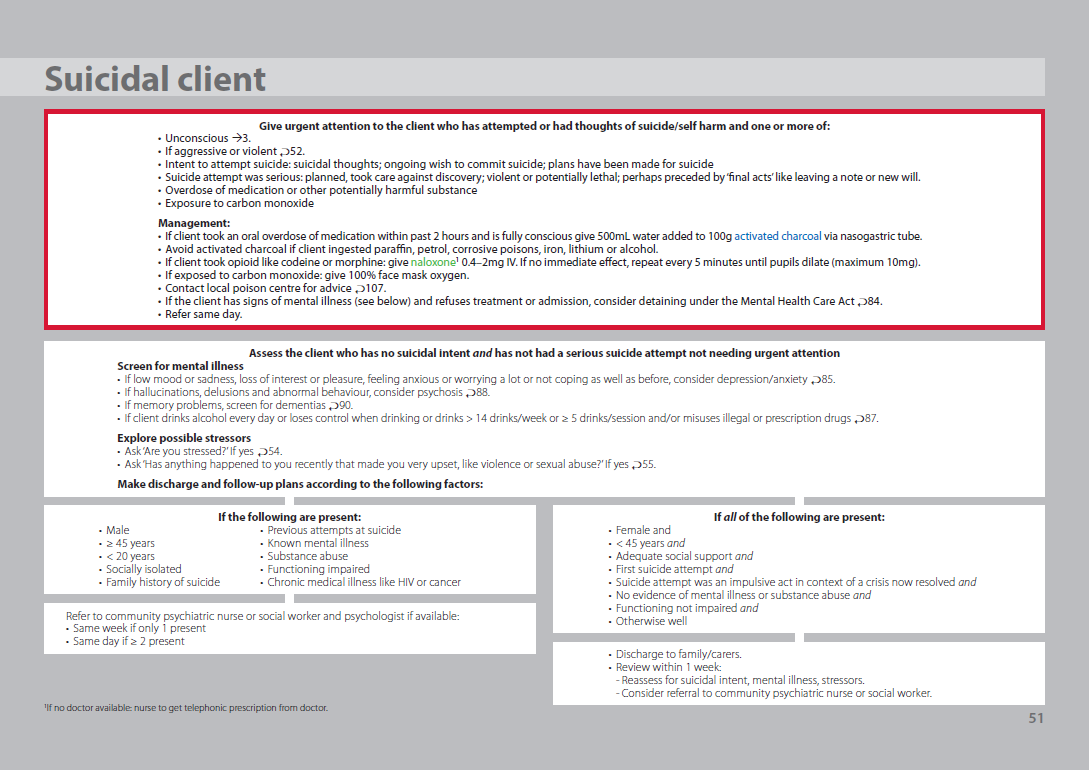 Suicidal client
Give urgent attention to the client who has attempted or had thoughts of suicide/self harm and one or more of:
• Unconscious →3.
• If aggressive or violent ⤾52.
• Intent to attempt suicide: suicidal thoughts; ongoing wish to commit suicide; plans have been made for suicide
• Suicide attempt was serious: planned, took care against discovery; violent or potentially lethal; perhaps preceded by 'final acts' like leaving a note or new will.
• Overdose of medication or other potentially harmful substance
• Exposure to carbon monoxide
Management:
• If client took an oral overdose of medication within past 2 hours and is fully conscious give 500mL water added to 100g activated charcoal via nasogastric tube.
• Avoid activated charcoal if client ingested paraffin, petrol, corrosive poisons, iron, lithium or alcohol.
• If client took opioid like codeine or morphine: give naloxone¹ 0.4–2mg IV. If no immediate effect, repeat every 5 minutes until pupils dilate (maximum 10mg).
• If exposed to carbon monoxide: give 100% face mask oxygen.
• Contact local poison centre for advice ⤾107.
• If the client has signs of mental illness (see below) and refuses treatment or admission, consider detaining under the Mental Health Care Act ⤾84.
• Refer same day.
Assess the client who has no suicidal intent and has not had a serious suicide attempt not needing urgent attention
Screen for mental illness
• If low mood or sadness, loss of interest or pleasure, feeling anxious or worrying a lot or not coping as well as before, consider depression/anxiety ⤾85.
• If hallucinations, delusions and abnormal behaviour, consider psychosis ⤾88.
• If memory problems, screen for dementias ⤾90.
• If client drinks alcohol every day or loses control when drinking or drinks > 14 drinks/week or ≥ 5 drinks/session and/or misuses illegal or prescription drugs ⤾87.
Explore possible stressors
• Ask 'Are you stressed?' If yes ⤾54.
• Ask 'Has anything happened to you recently that made you very upset, like violence or sexual abuse?' If yes ⤾55.
Make discharge and follow-up plans according to the following factors:
If the following are present:
• Male
• ≥ 45 years
• < 20 years
• Socially isolated
• Family history of suicide
• Previous attempts at suicide
• Known mental illness
• Substance abuse
• Functioning impaired
• Chronic medical illness like HIV or cancer
Refer to community psychiatric nurse or social worker and psychologist if available:
• Same week if only 1 present
• Same day if ≥ 2 present
If all of the following are present:
• Female and
• < 45 years and
• Adequate social support and
• First suicide attempt and
• Suicide attempt was an impulsive act in context of a crisis now resolved and
• No evidence of mental illness or substance abuse and
• Functioning not impaired and
• Otherwise well
• Discharge to family/carers.
• Review within 1 week:
- Reassess for suicidal intent, mental illness, stressors.
- Consider referral to community psychiatric nurse or social worker.
¹If no doctor available: nurse to get telephonic prescription from doctor.
51